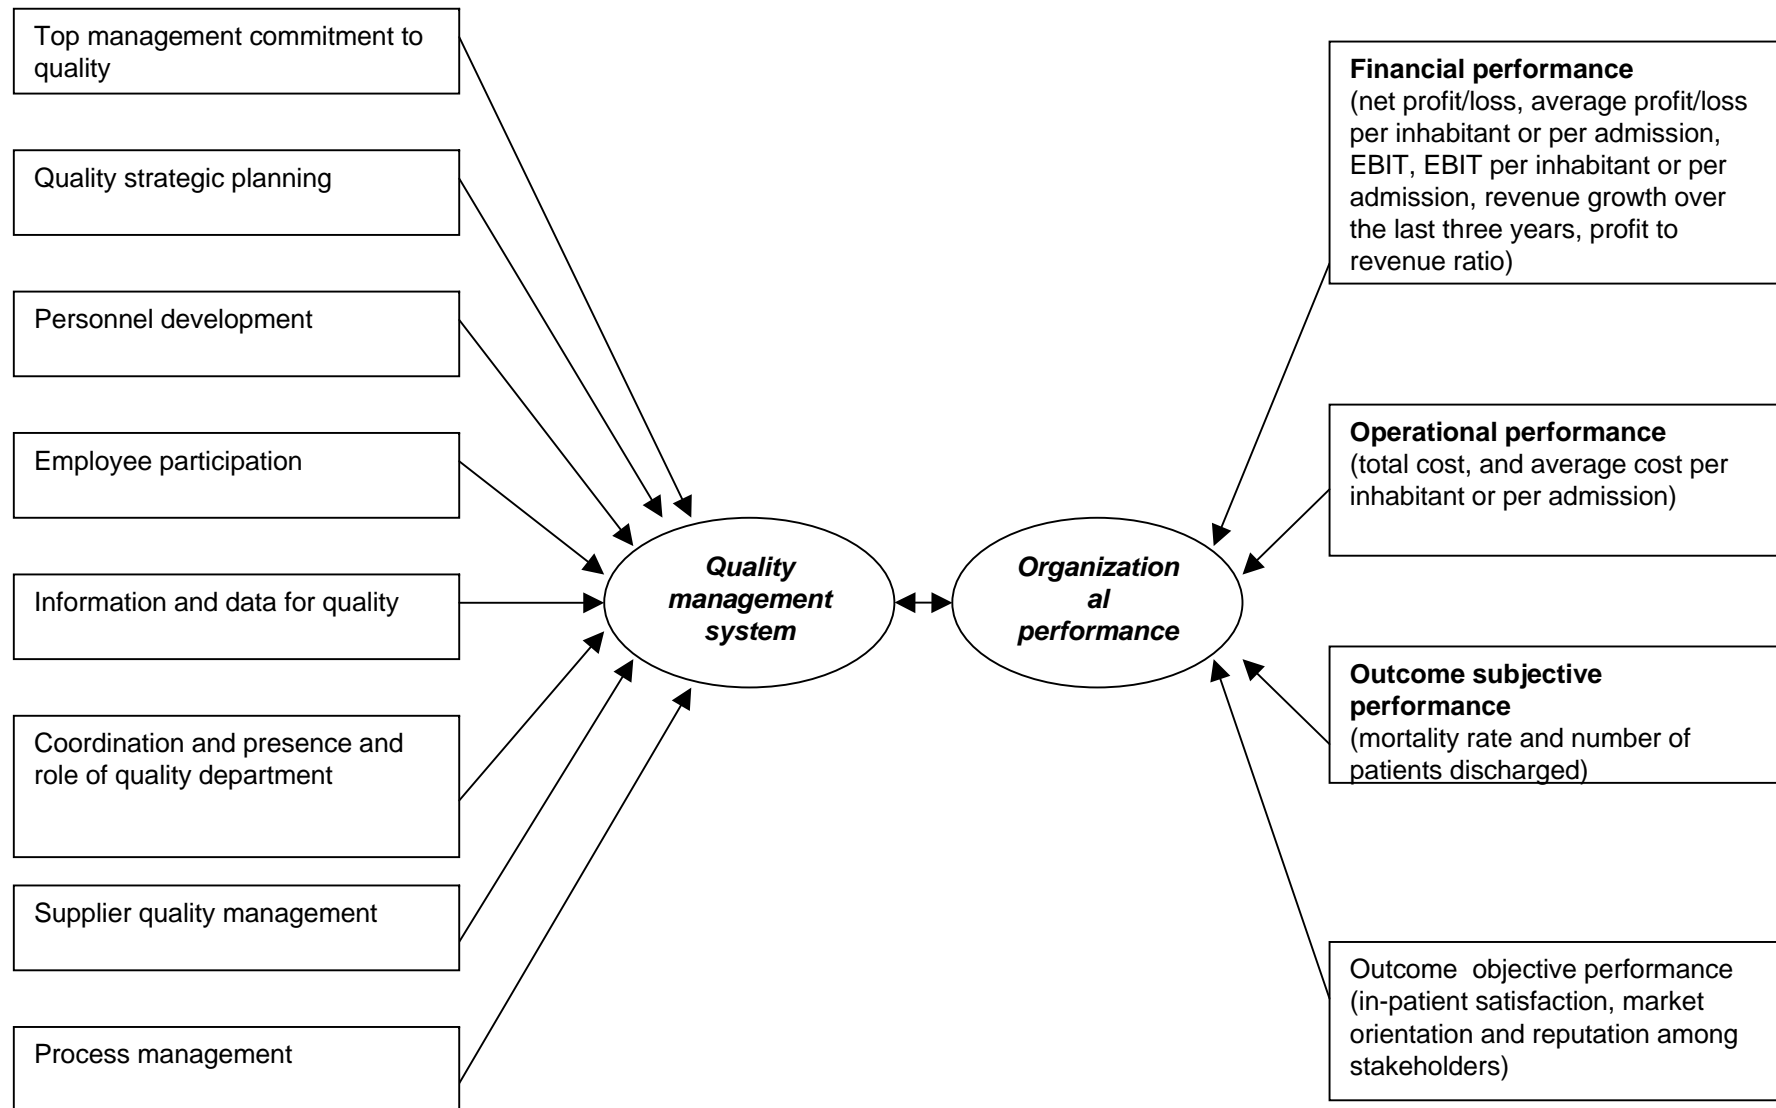 Top management commitment to
quality
Quality strategic planning
Personnel development
Employee participation
Information and data for quality
Coordination and presence and
role of quality department
Supplier quality management
Process management
Quality
management
system
Organization
al
performance
Financial performance
(net profit/loss, average profit/loss
per inhabitant or per admission,
EBIT, EBIT per inhabitant or per
admission, revenue growth over
the last three years, profit to
revenue ratio)
Operational performance
(total cost, and average cost per
inhabitant or per admission)
Outcome subjective
performance
(mortality rate and number of
patients discharged)
Outcome  objective performance
(in-patient satisfaction, market
orientation and reputation among
stakeholders)